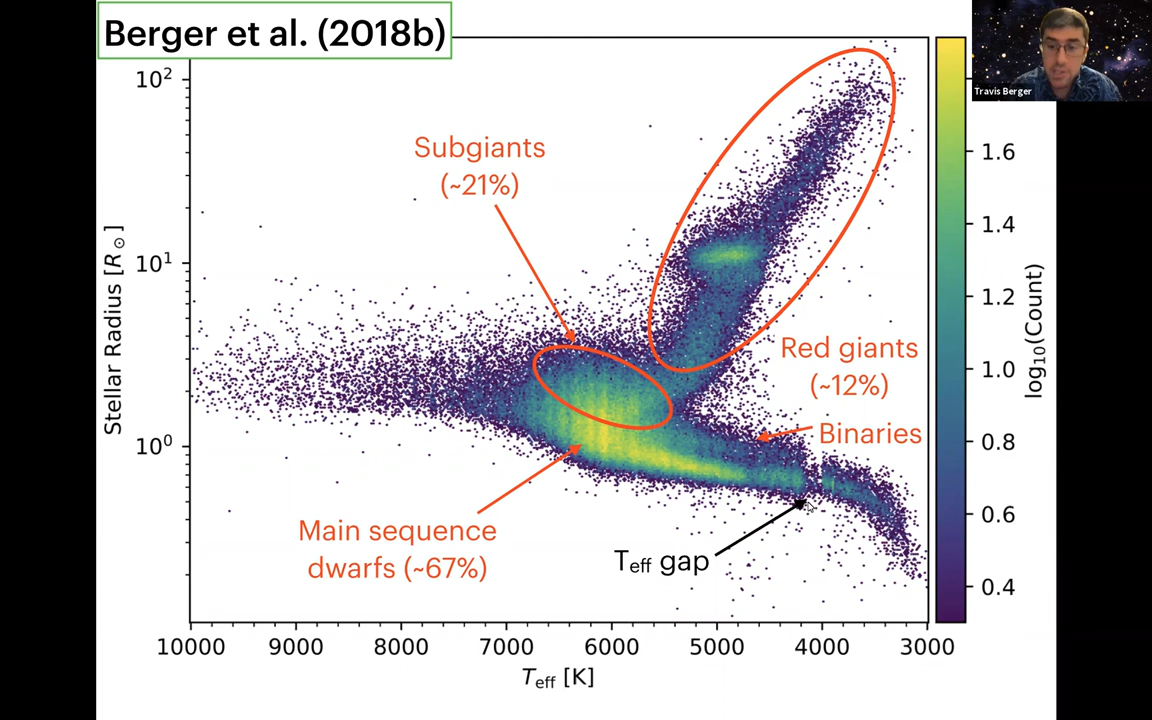 Berger et al. (2018b)
Travis Berger
Subgiants
(~21%)
Red giants
(~12%)
Binaries
Main sequence
dwarfs (~67%)
Teff gap
Stellar Radius [R⊙]
10²
10¹
10⁰
10000 9000 8000 7000 6000 5000 4000 3000
Teff [K]
1.6
1.4
1.2
1.0
0.8
0.6
0.4
log₁₀(Count)